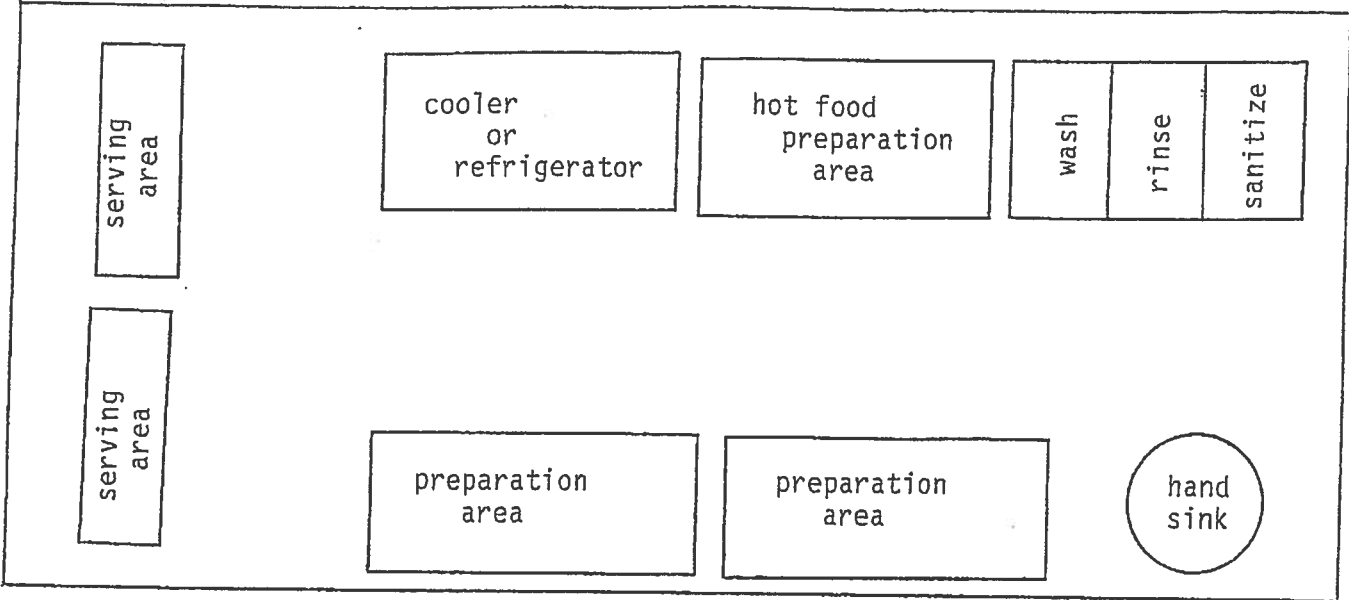 serving
area
cooler
or
refrigerator
hot food
preparation
area
wash
rinse
sanitize
serving
area
preparation
area
preparation
area
hand
sink